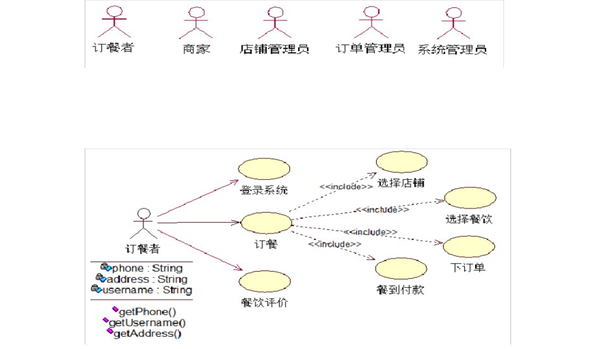 订餐者 商家 店铺管理员 订单管理员 系统管理员
登录系统
<<include>> 选择店铺
<<include>> 选择餐饮
订餐者
订餐
<<include>> 下订单
<<include>> 餐到付款
餐饮评价
phone : String
address : String
username : String
getPhone()
getUsername()
getAddress()